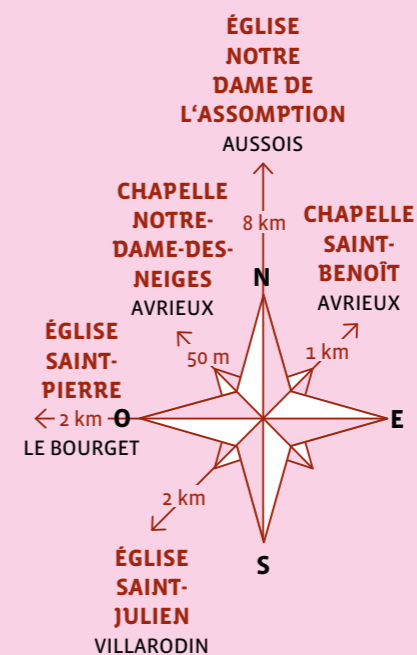 ÉGLISE
NOTRE
DAME DE
L'ASSOMPTION
AUSSOIS
8 km
CHAPELLE
NOTRE-
DAME-DES-
NEIGES
AVRIEUX
50 m
CHAPELLE
SAINT-
BENOÎT
AVRIEUX
1 km
N
ÉGLISE
SAINT-
PIERRE
2 km
LE BOURGET
O
E
2 km
ÉGLISE
SAINT-
JULIEN
VILLARODIN
S